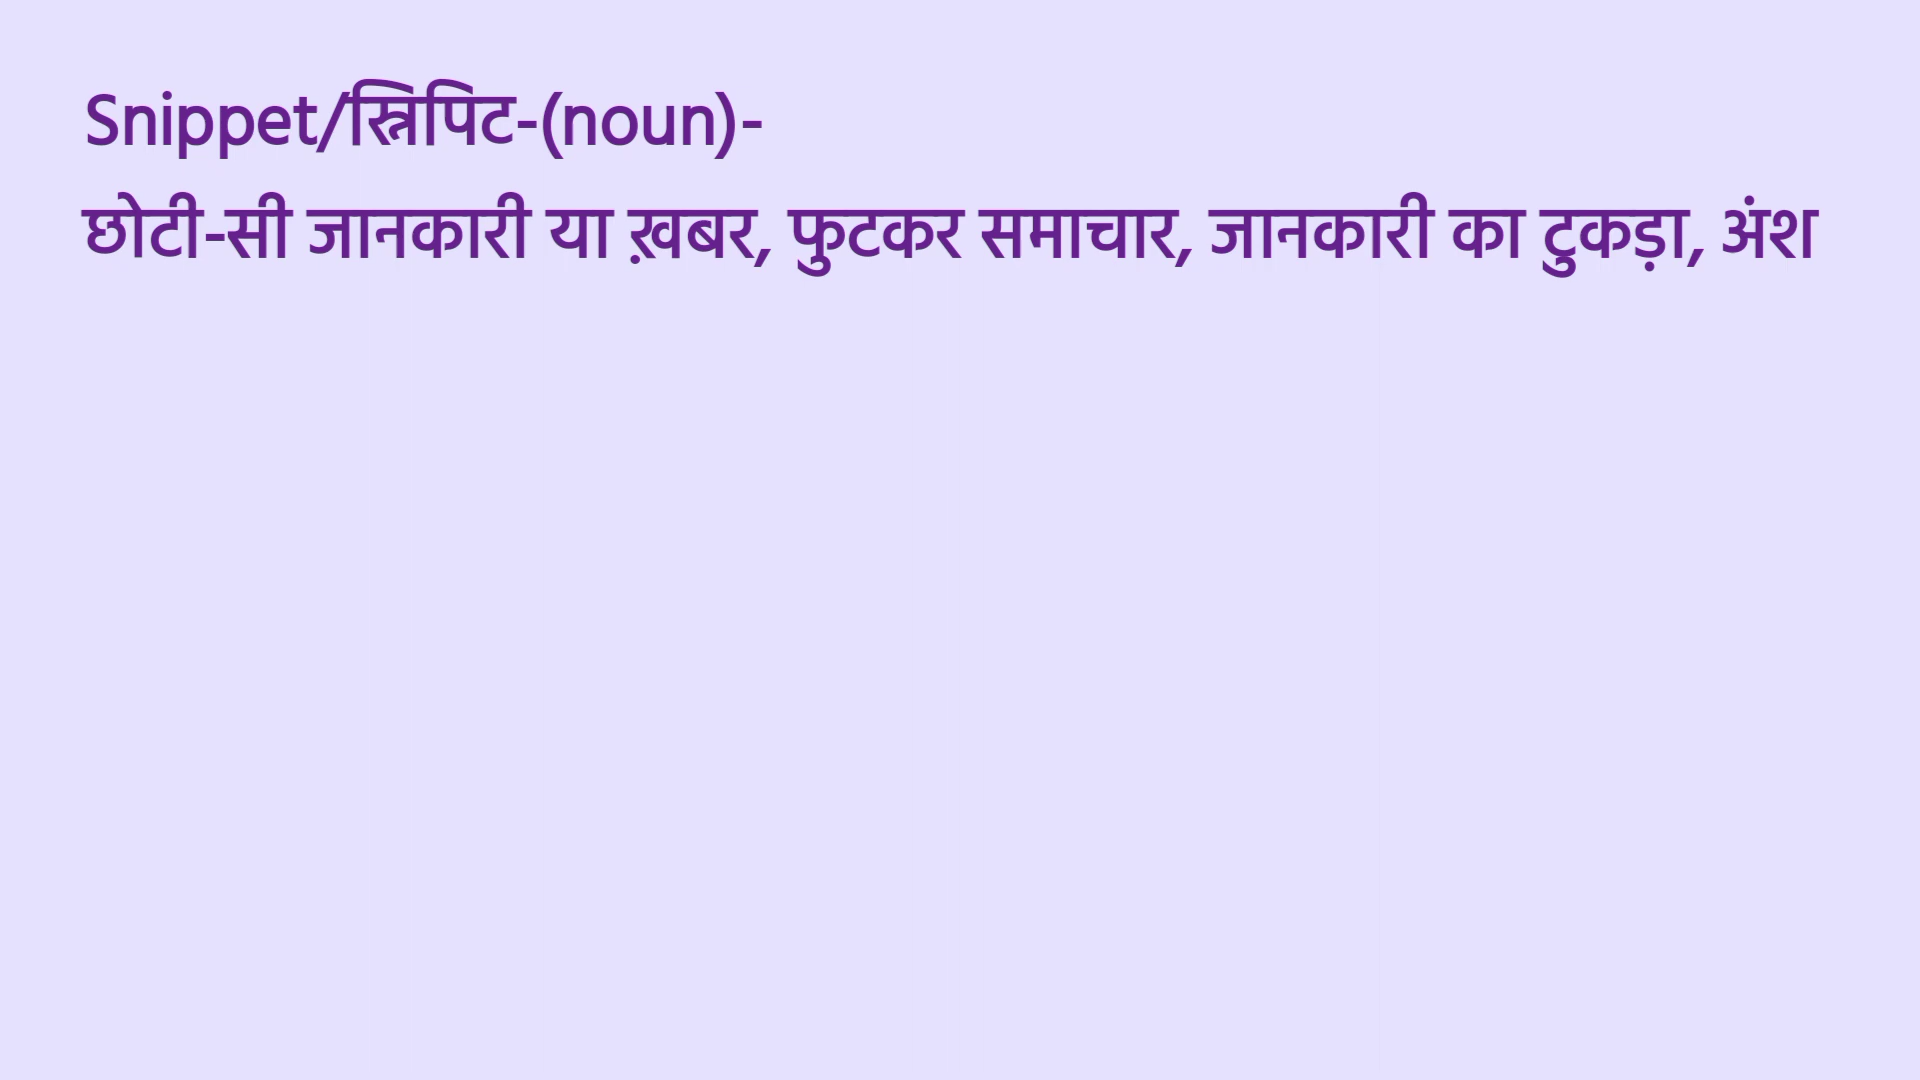 Snippet/स्निपिट-(noun)-
छोटी-सी जानकारी या ख़बर, फुटकर समाचार, जानकारी का टुकड़ा, अंश